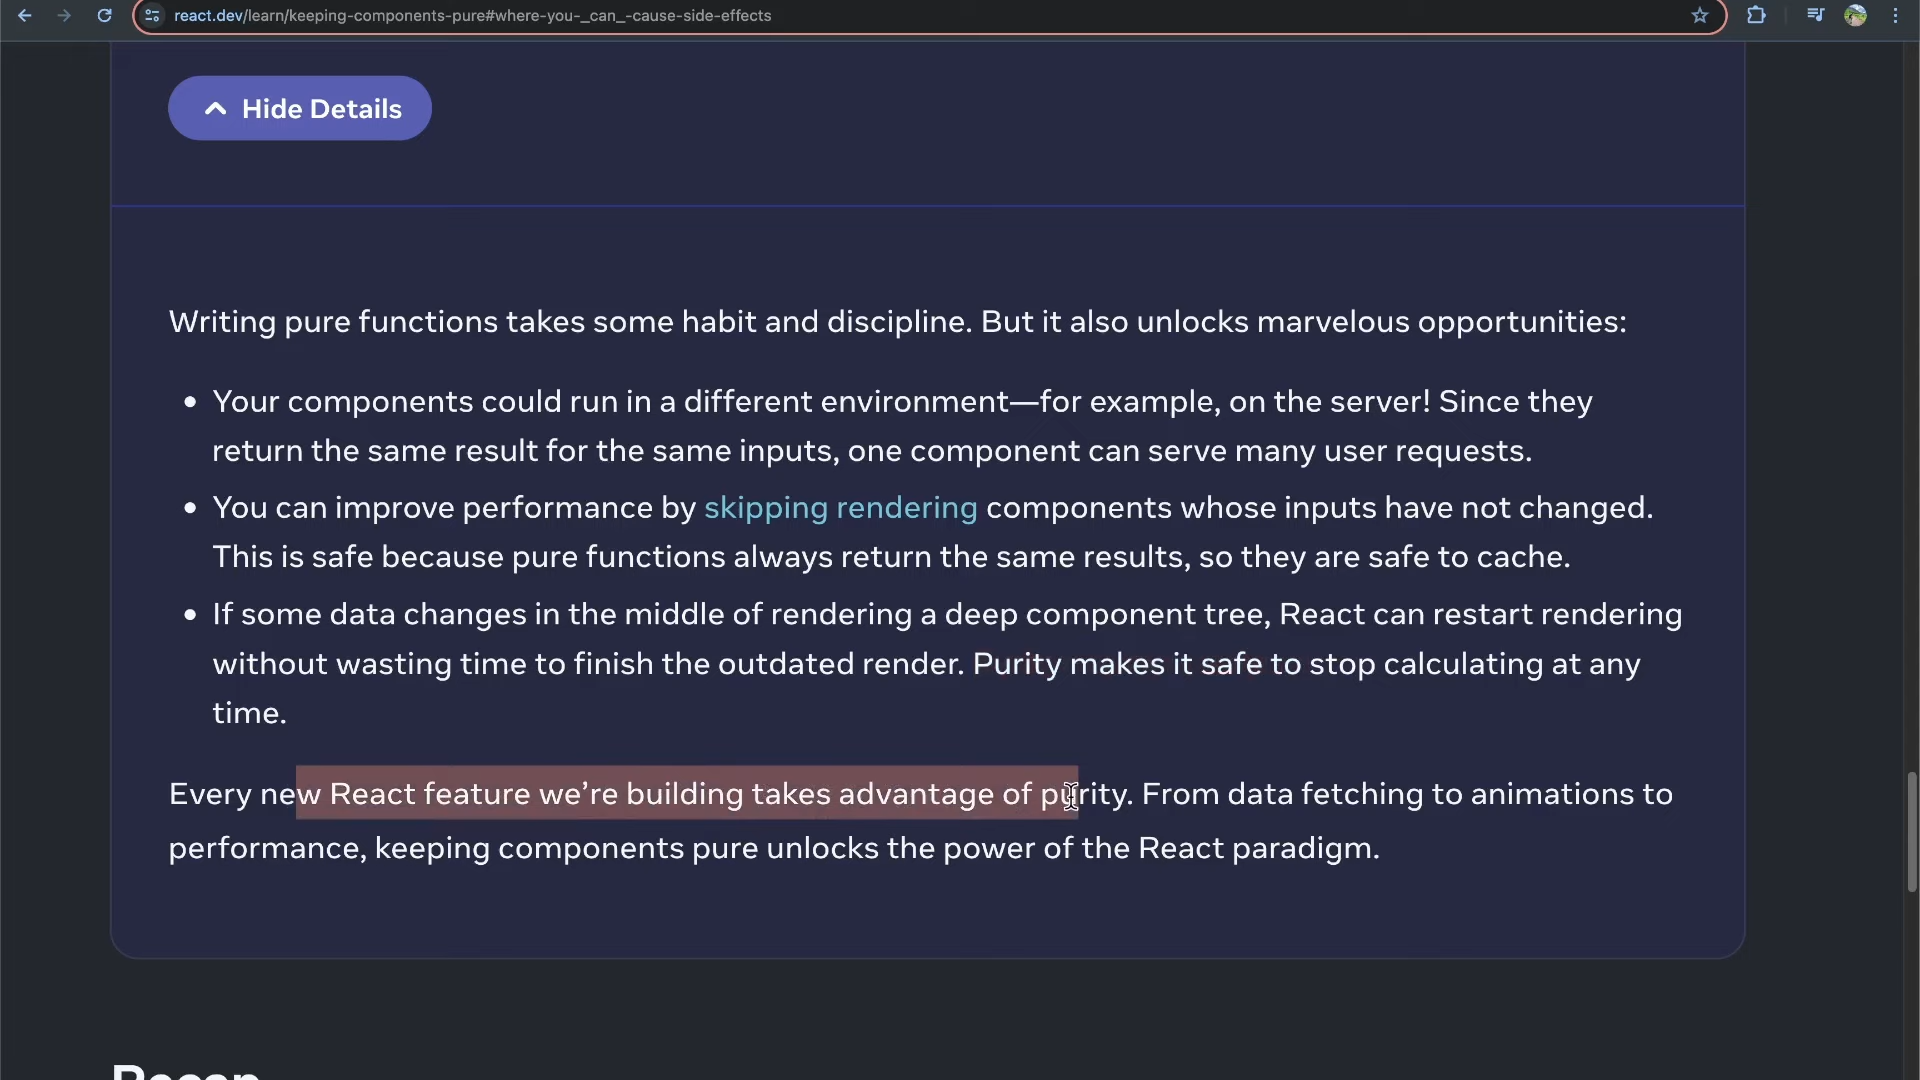 react.dev/learn/keeping-components-pure#where-you-_can_-cause-side-effects
Hide Details
Writing pure functions takes some habit and discipline. But it also unlocks marvelous opportunities:
Your components could run in a different environment—for example, on the server! Since they
return the same result for the same inputs, one component can serve many user requests.
You can improve performance by skipping rendering components whose inputs have not changed.
This is safe because pure functions always return the same results, so they are safe to cache.
If some data changes in the middle of rendering a deep component tree, React can restart rendering
without wasting time to finish the outdated render. Purity makes it safe to stop calculating at any
time.
Every new React feature we’re building takes advantage of purity. From data fetching to animations to
performance, keeping components pure unlocks the power of the React paradigm.
Recap